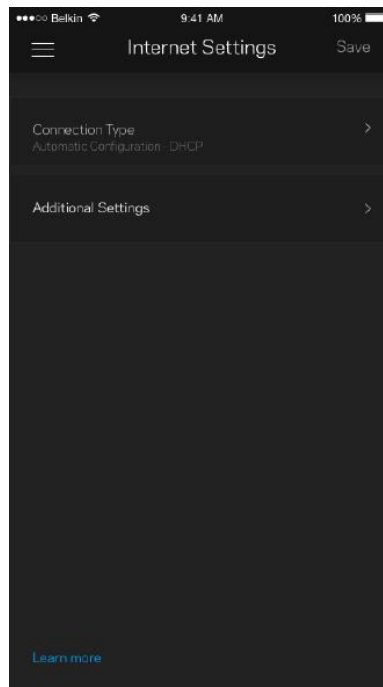 Belkin 9:41 AM 100%
Internet Settings Save
Connection Type
Automatic Configuration - DHCP
Additional Settings
Learn more